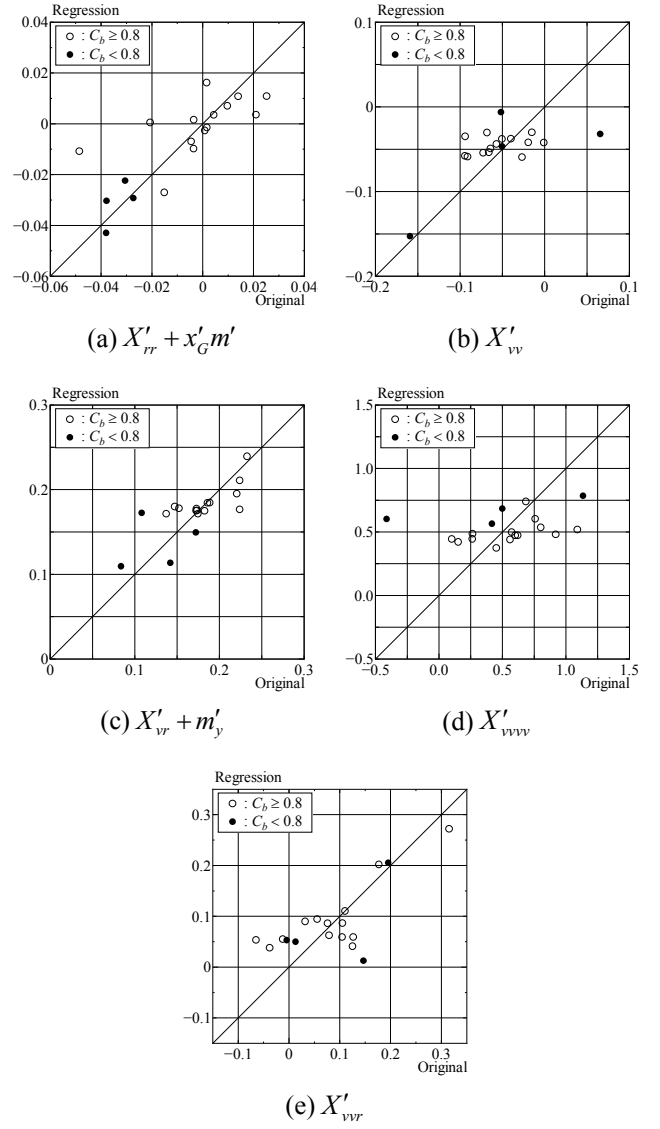 Regression
○ : C_b ≥ 0.8
● : C_b < 0.8
0.04
0.02
0
−0.02
−0.04
−0.06
−0.06 −0.04 −0.02 0 0.02 0.04
Original
(a) X′_rr + x′_G m′
Regression
○ : C_b ≥ 0.8
● : C_b < 0.8
0.1
0
−0.1
−0.2
−0.2 −0.1 0 0.1
Original
(b) X′_vv
Regression
○ : C_b ≥ 0.8
● : C_b < 0.8
0.3
0.2
0.1
0
0 0.1 0.2 0.3
Original
(c) X′_vr + m′_y
Regression
○ : C_b ≥ 0.8
● : C_b < 0.8
1.5
1.0
0.5
0.0
−0.5
−0.5 0.0 0.5 1.0 1.5
Original
(d) X′_vvvv
Regression
○ : C_b ≥ 0.8
● : C_b < 0.8
0.3
0.2
0.1
0
−0.1
−0.1 0 0.1 0.2 0.3
Original
(e) X′_vvr